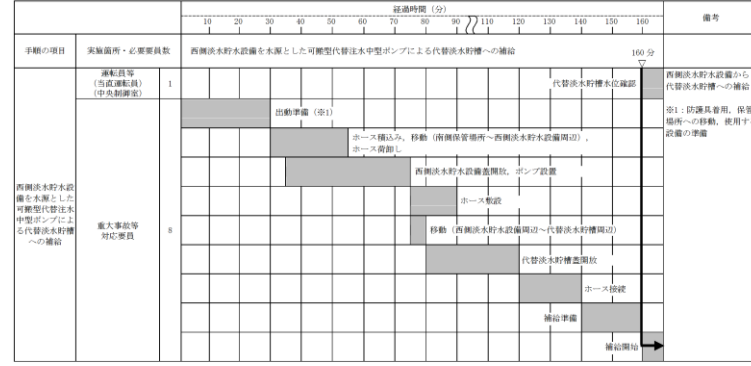 経過時間（分）
備考
10 20 30 40 50 60 70 80 90 110 120 130 140 150 160
手順の項目
実施箇所・必要要員数
西側淡水貯水設備を水源とした可搬型代替注水中型ポンプによる代替淡水貯槽への補給
160 分
運転員等
（当直運転員）
（中央制御室）
1
代替淡水貯槽水位確認
西側淡水貯水設備から
代替淡水貯槽への補給
出動準備（※1）
※1：防護具着用，保管
場所への移動，使用す
設備の準備
ホース積込み，移動（南側保管場所～西側淡水貯水設備周辺），
ホース荷卸し
西側淡水貯水設備蓋開放，ポンプ設置
西側淡水貯水設
備を水源とした
可搬型代替注水
中型ポンプによ
る代替淡水貯槽
への補給
重大事故等
対応要員
8
ホース敷設
移動（西側淡水貯水設備周辺～代替淡水貯槽周辺）
代替淡水貯槽蓋開放
ホース接続
補給準備
補給開始